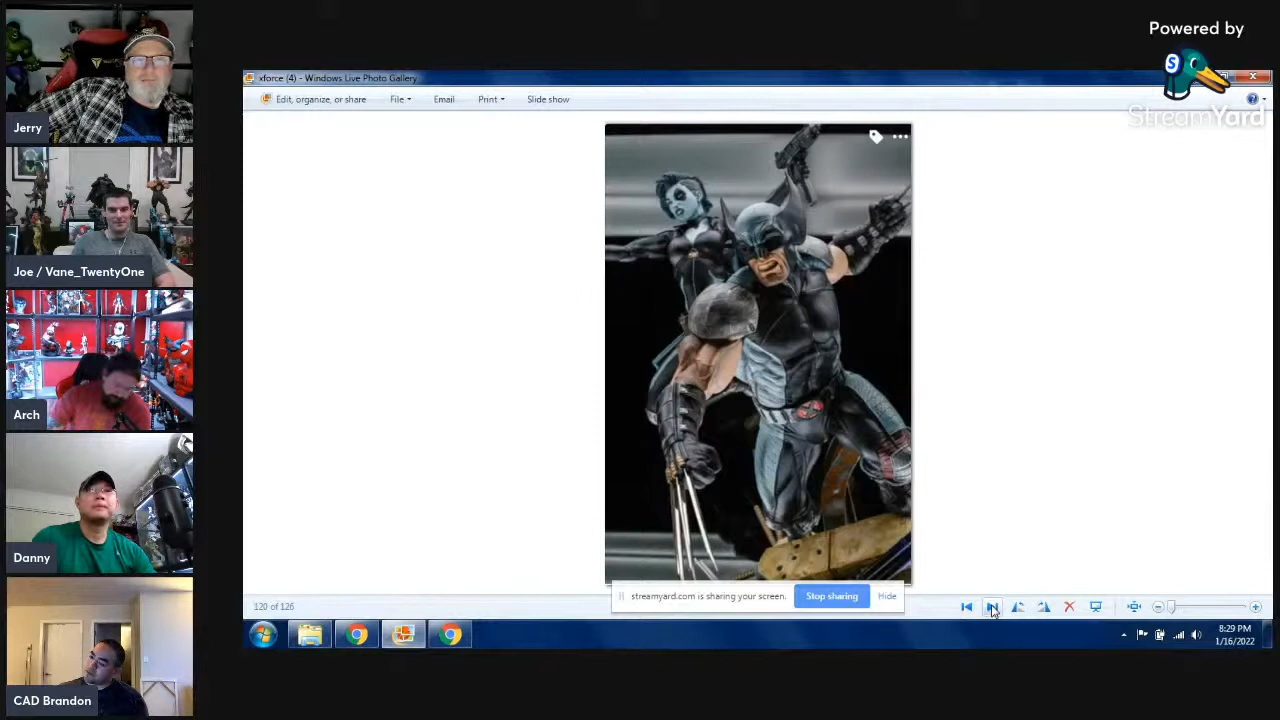 Powered by
StreamYard
Jerry
Joe / Vane_TwentyOne
Arch
Danny
CAD Brandon
xforce (4) - Windows Live Photo Gallery
Edit, organize, or share
File
Email
Print
Slide show
streamyard.com is sharing your screen.
Stop sharing
Hide
120 of 126
8:29 PM
1/16/2022